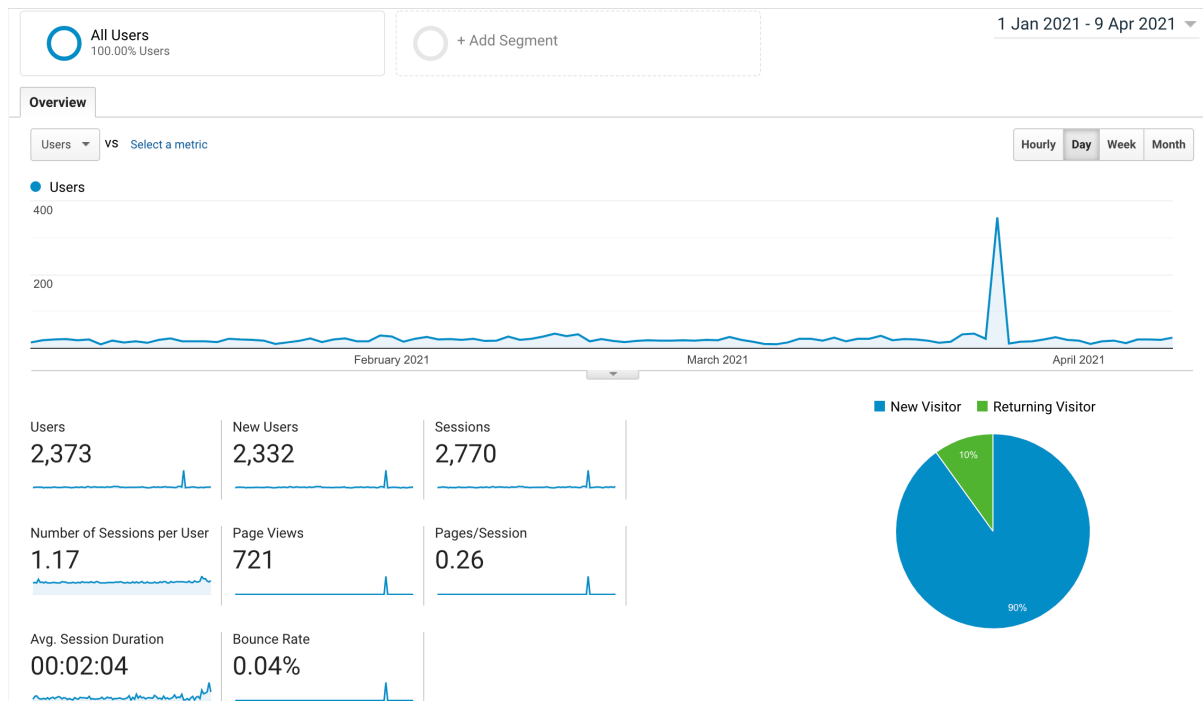 All Users
100.00% Users
+ Add Segment
1 Jan 2021 - 9 Apr 2021
Overview
Users
VS
Select a metric
Hourly
Day
Week
Month
Users
400
200
February 2021
March 2021
April 2021
New Visitor
Returning Visitor
Users
2,373
New Users
2,332
Sessions
2,770
Number of Sessions per User
1.17
Page Views
721
Pages/Session
0.26
Avg. Session Duration
00:02:04
Bounce Rate
0.04%
10%
90%